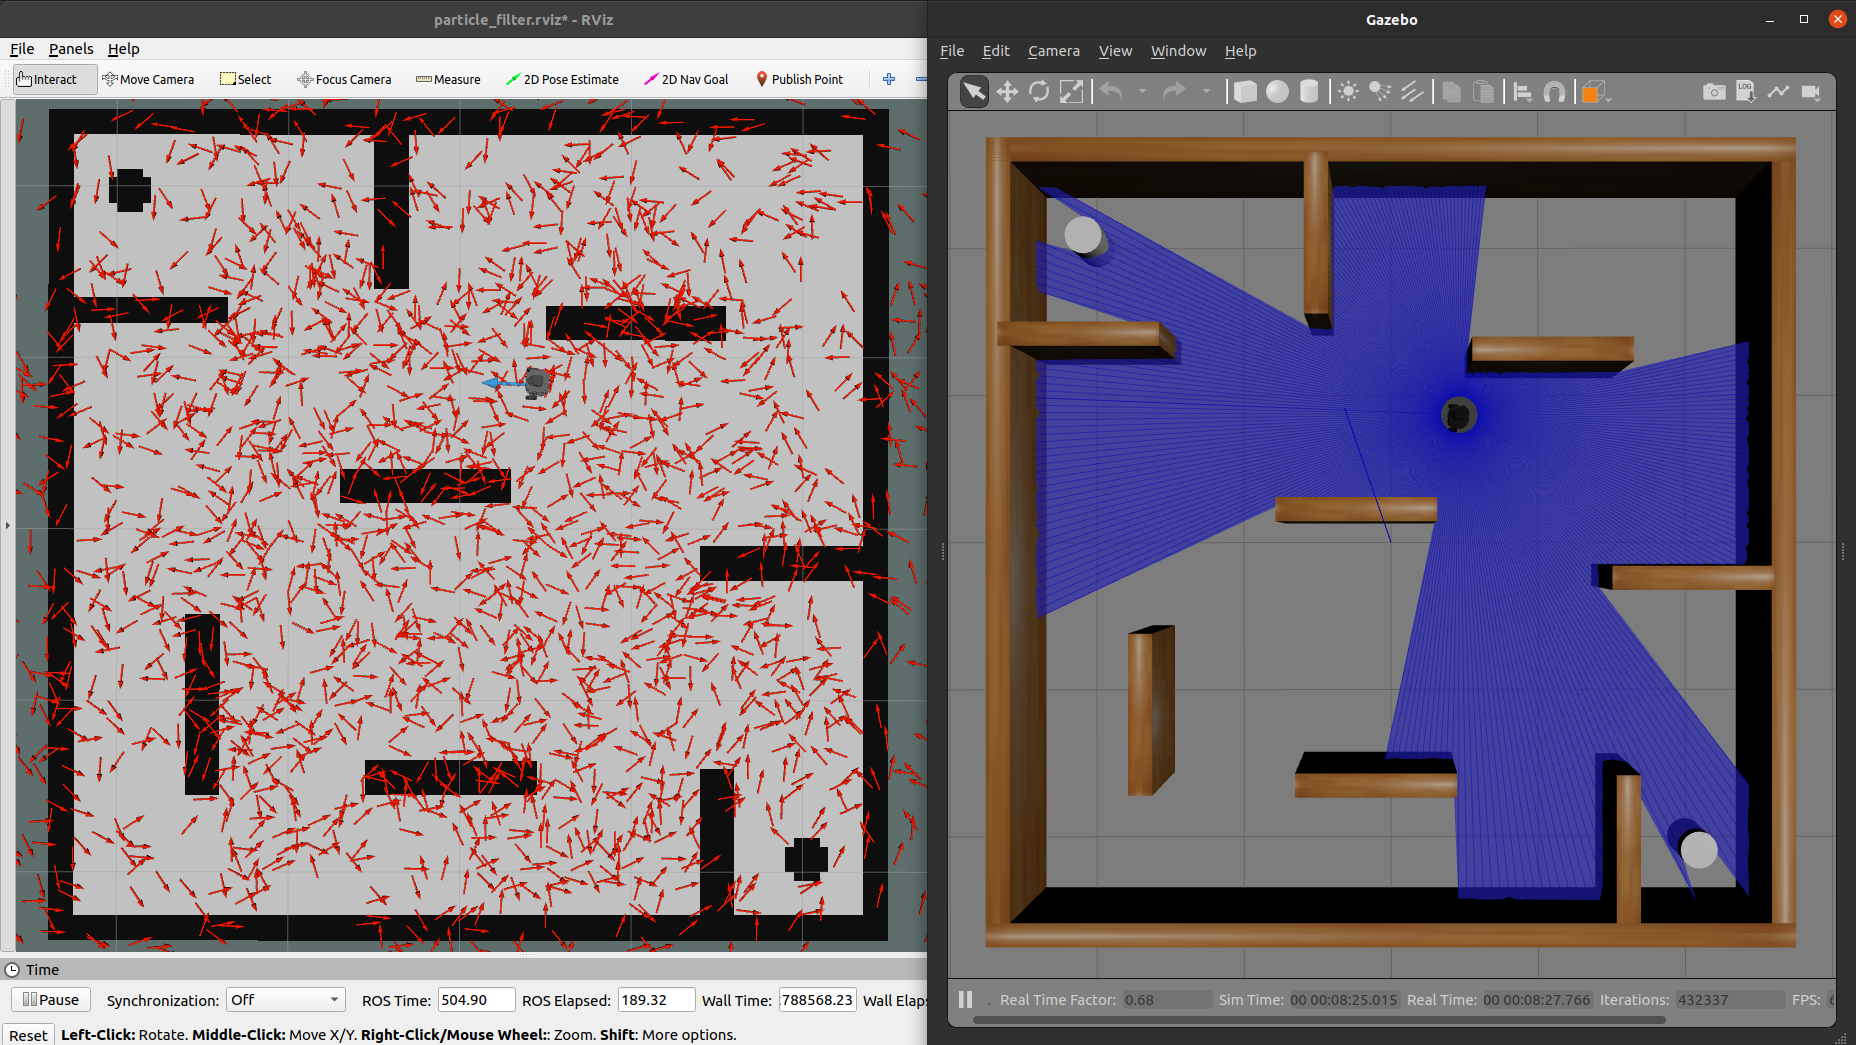 particle_filter.rviz* - RViz
File Panels Help
Interact Move Camera Select Focus Camera Measure 2D Pose Estimate 2D Nav Goal Publish Point
Time
Pause Synchronization: Off ROS Time: 504.90 ROS Elapsed: 189.32 Wall Time: 788568.23 Wall Elaps
Reset Left-Click: Rotate. Middle-Click: Move X/Y. Right-Click/Mouse Wheel:: Zoom. Shift: More options.
Gazebo
File Edit Camera View Window Help
LOG
Real Time Factor: 0.68 Sim Time: 00 00:08:25.015 Real Time: 00 00:08:27.766 Iterations: 432337 FPS: